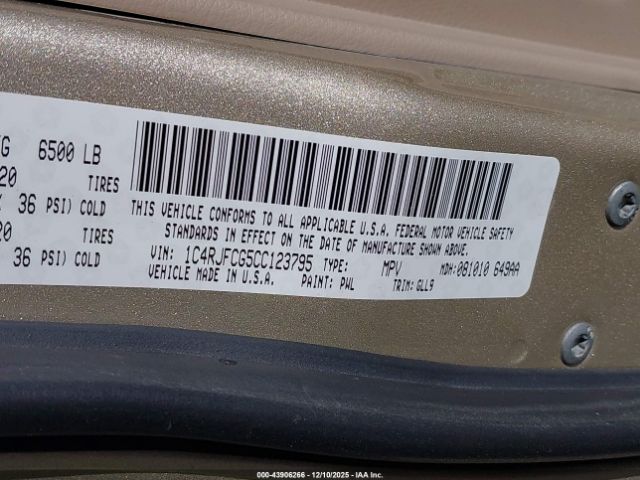 KG 6500 LB
20 TIRES
36 PSI) COLD
20 TIRES
36 PSI) COLD
THIS VEHICLE CONFORMS TO ALL APPLICABLE U.S.A. FEDERAL MOTOR VEHICLE SAFETY
STANDARDS IN EFFECT ON THE DATE OF MANUFACTURE SHOWN ABOVE.
VIN: 1C4RJFCG5CC123795 TYPE: MPV MDH: 081010 649AA
VEHICLE MADE IN U.S.A. PAINT: PWL TRIM: GLL9
000-43906266 - 12/10/2025 - IAA Inc.